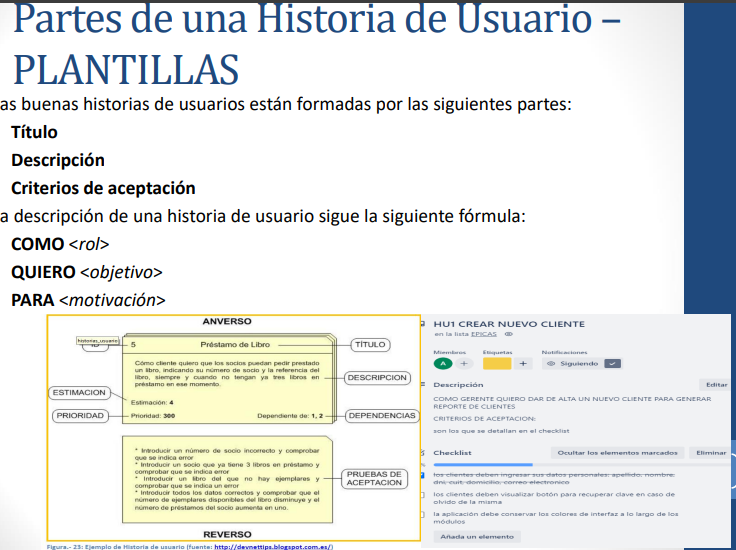 Partes de una Historia de Usuario –
PLANTILLAS
as buenas historias de usuarios están formadas por las siguientes partes:
Título
Descripción
Criterios de aceptación
a descripción de una historia de usuario sigue la siguiente fórmula:
COMO <rol>
QUIERO <objetivo>
PARA <motivación>
ANVERSO
historias_usuario
5 Préstamo de Libro
TÍTULO
Cómo cliente quiero que los socios puedan pedir prestado
un libro, indicando su número de socio y la referencia del
libro, siempre y cuando no tengan ya tres libros en
préstamo en ese momento.
DESCRIPCION
ESTIMACION
Estimación: 4
PRIORIDAD
Prioridad: 300
Dependiente de: 1, 2
DEPENDENCIAS
* Introducir un número de socio incorrecto y comprobar
que se indica error
* Introducir un socio que ya tiene 3 libros en préstamo y
comprobar que se indica error
* Introducir un libro del que no hay ejemplares y
comprobar que se indica un error
* Introducir todos los datos correctos y comprobar que el
número de ejemplares disponibles del libro disminuye y el
número de préstamos del socio aumenta en uno.
PRUEBAS DE
ACEPTACION
REVERSO
Figura.- 23: Ejemplo de Historia de usuario (fuente: http://devnettips.blogspot.com.es/)
HU1 CREAR NUEVO CLIENTE
en la lista EPICAS
Miembros Etiquetas Notificaciones
A + + Siguiendo
Descripción Editar
COMO GERENTE QUIERO DAR DE ALTA UN NUEVO CLIENTE PARA GENERAR
REPORTE DE CLIENTES
CRITERIOS DE ACEPTACION:
son los que se detallan en el checklist
Checklist Ocultar los elementos marcados Eliminar
los clientes deben ingresar sus datos personales: apellido, nombre,
dni, cuit, domicilio, correo electrónico
los clientes deben visualizar botón para recuperar clave en caso de
olvido de la misma
la aplicación debe conservar los colores de interfaz a lo largo de los
módulos
Añada un elemento